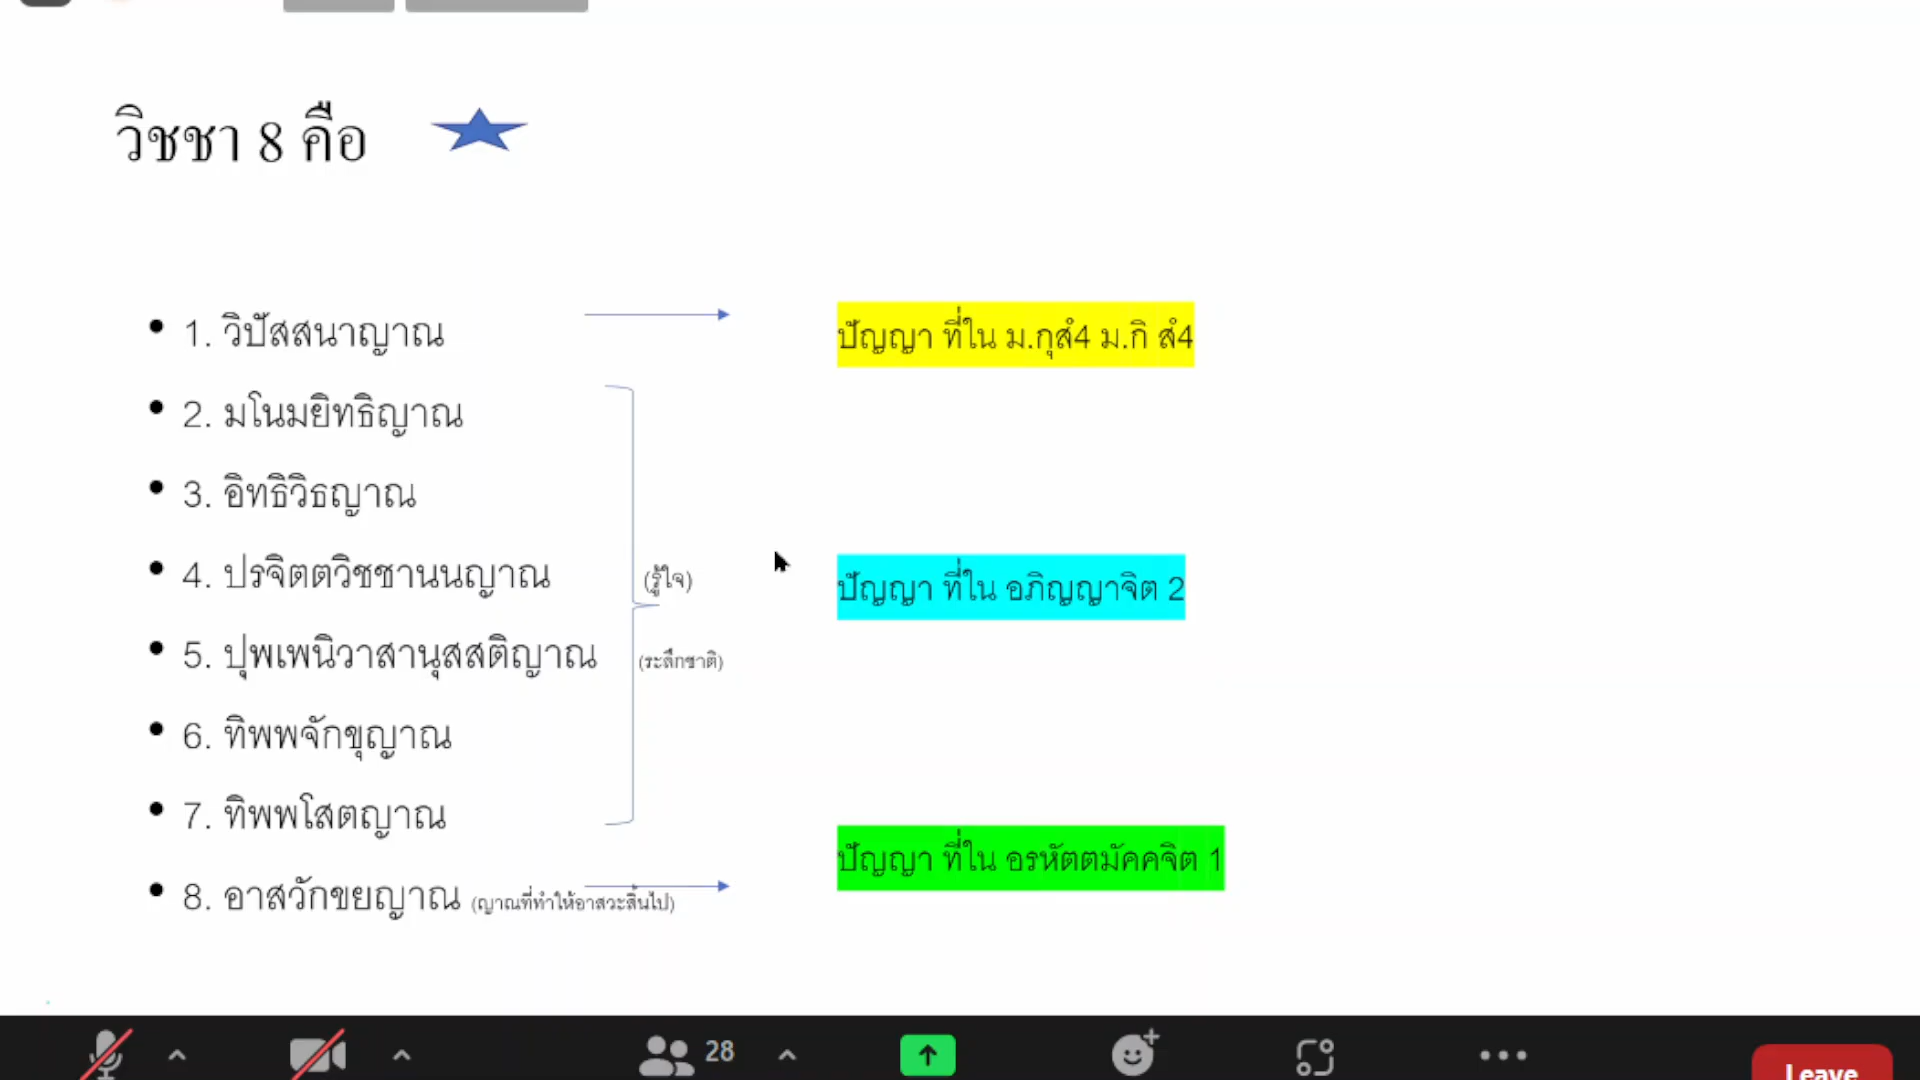 วิชชา 8 คือ
• 1. วิปัสสนาญาณ
ปัญญา ที่ใน ม.กุสํ4 ม.กิ สํ4
• 2. มโนมยิทธิญาณ
• 3. อิทธิวิธญาณ
• 4. ปรจิตตวิชชานนญาณ (รู้ใจ)
ปัญญา ที่ใน อภิญญาจิต 2
• 5. ปุพเพนิวาสานุสสติญาณ (ระลึกชาติ)
• 6. ทิพพจักขุญาณ
• 7. ทิพพโสตญาณ
ปัญญา ที่ใน อรหัตตมัคคจิต 1
• 8. อาสวักขยญาณ (ญาณที่ทำให้อาสวะสิ้นไป)
28
Leave